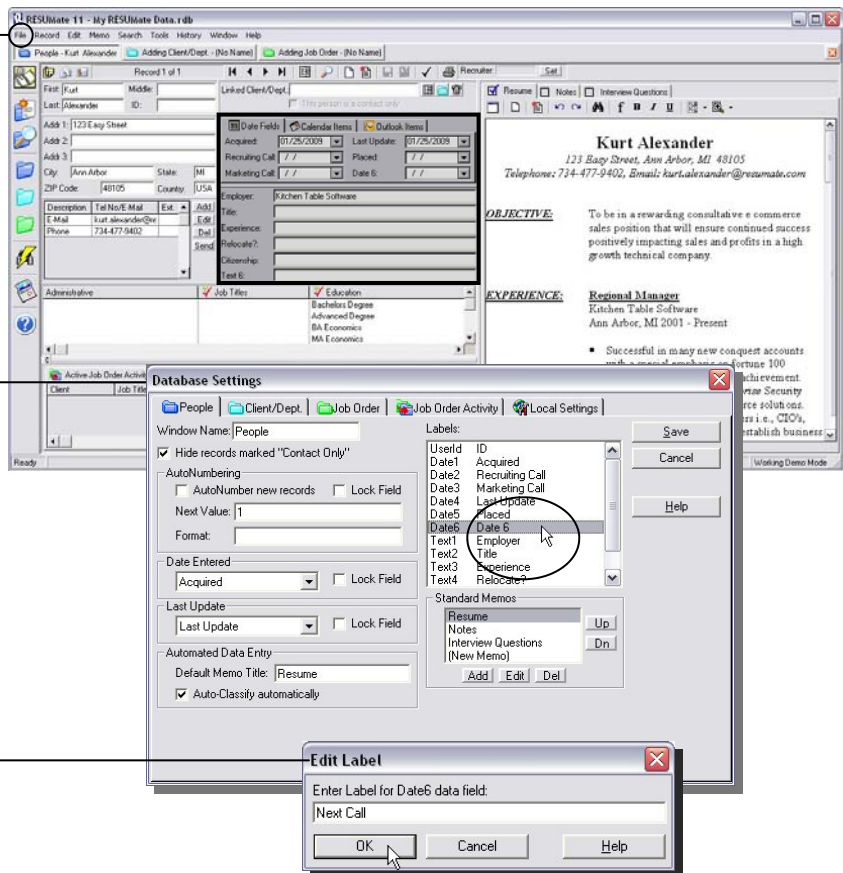 RESUMate 11 - My RESUMate Data.rdb
File Record Edit Memo Search Tools History Window Help
People - Kurt Alexander Adding Client/Dept. - (No Name) Adding Job Order - (No Name)
Record 1 of 1 Recruiter: Set
First: Kurt Middle: Linked Client/Dept.:
Last: Alexander ID: This person is a contact only
Addr 1: 123 Easy Street
Addr 2:
Addr 3:
City: Ann Arbor State: MI
ZIP Code: 48105 Country: USA
Description Tel No/E Mail Ext. Add
E-Mail kurt.alexander@re Edit
Phone 734-477-9402 Del
Send
Date Fields Calendar Items Outlook Items
Acquired: 01/25/2009 Last Update: 01/25/2009
Recruiting Call: / / Placed: / /
Marketing Call: / / Date 6: / /
Employer: Kitchen Table Software
Title:
Experience:
Relocate?:
Citizenship:
Text 6:
Administrative Job Titles Education
Bachelors Degree
Advanced Degree
BA Economics
MA Economics
Active Job Order Activity
Client Job Title
Ready
Resume Notes Interview Questions
Kurt Alexander
123 Eazy Street, Ann Arbor, MI 48105
Telephone: 734-477-9402, Email: kurt.alexander@resumate.com
OBJECTIVE: To be in a rewarding consultative e commerce
sales position that will ensure continued success
positively impacting sales and profits in a high
growth technical company.
EXPERIENCE: Regional Manager
Kitchen Table Software
Ann Arbor, MI 2001 - Present
• Successful in many new conquest accounts
with a special emphasis on fortune 100
achievement.
Security
solutions.
i.e., CIO's,
establish business
Working Demo Mode
Database Settings
People Client/Dept. Job Order Job Order Activity Local Settings
Window Name: People
Hide records marked "Contact Only"
AutoNumbering
AutoNumber new records Lock Field
Next Value: 1
Format:
Date Entered
Acquired Lock Field
Last Update
Last Update Lock Field
Automated Data Entry
Default Memo Title: Resume
Auto-Classify automatically
Labels:
UserId ID
Date1 Acquired
Date2 Recruiting Call
Date3 Marketing Call
Date4 Last Update
Date5 Placed
Date6 Date 6
Text1 Employer
Text2 Title
Text3 Experience
Text4 Relocate?
Standard Memos
Resume
Notes
Interview Questions
(New Memo)
Up
Dn
Add Edit Del
Save
Cancel
Help
Edit Label
Enter Label for Date6 data field:
Next Call
OK Cancel Help